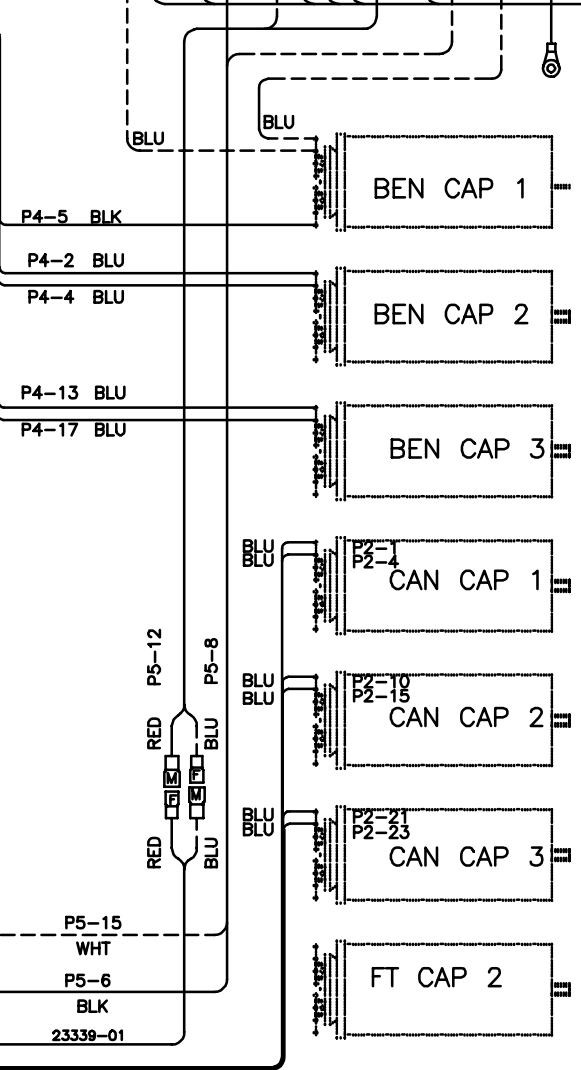 BLU
BLU
BEN CAP 1
P4-5 BLK
P4-2 BLU
P4-4 BLU
BEN CAP 2
P4-13 BLU
P4-17 BLU
BEN CAP 3
BLU P2-1
BLU P2-4
CAN CAP 1
P5-12
P5-8
BLU P2-10
BLU P2-15
CAN CAP 2
RED
BLU
M F
F M
BLU P2-21
BLU P2-23
CAN CAP 3
RED
BLU
P5-15
WHT
P5-6
BLK
FT CAP 2
23339-01